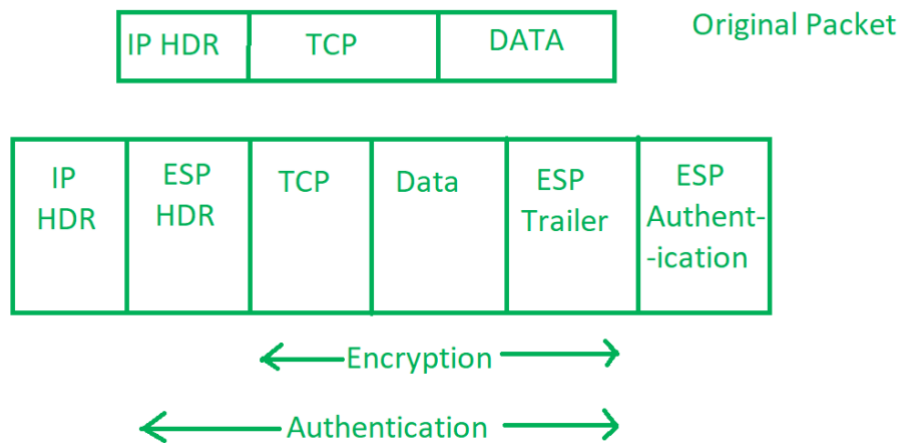 IP HDR TCP DATA Original Packet
IP HDR
ESP HDR
TCP
Data
ESP Trailer
ESP Authent-
-ication
Encryption
Authentication